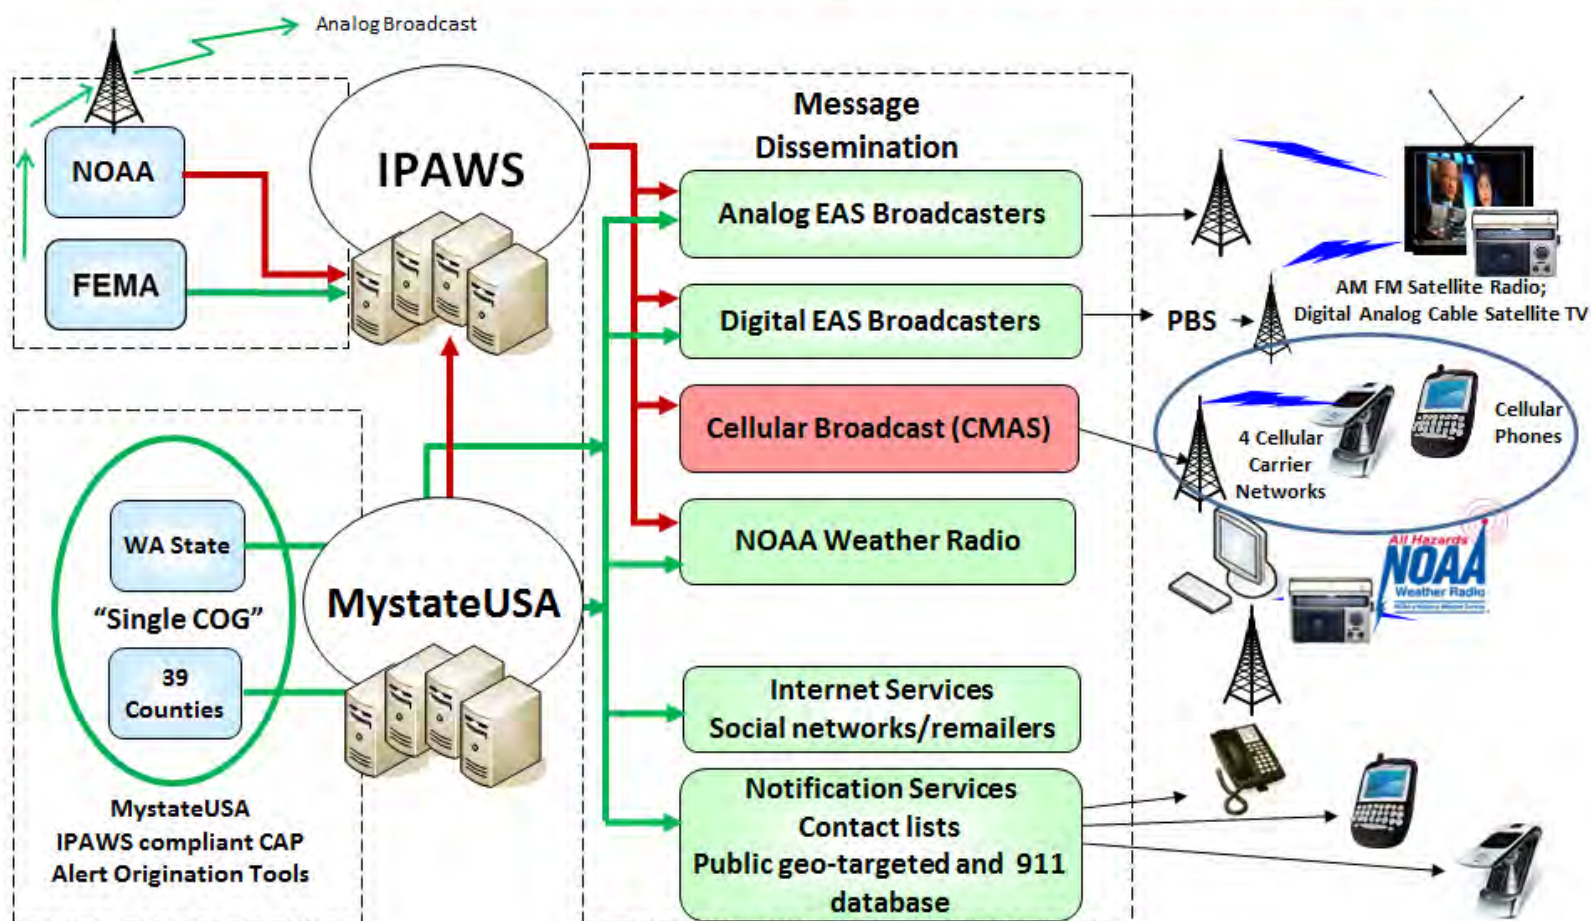 Analog Broadcast
NOAA
FEMA
IPAWS
Message
Dissemination
Analog EAS Broadcasters
Digital EAS Broadcasters
Cellular Broadcast (CMAS)
NOAA Weather Radio
Internet Services
Social networks/remailers
Notification Services
Contact lists
Public geo-targeted and 911
database
AM FM Satellite Radio;
Digital Analog Cable Satellite TV
PBS
4 Cellular
Carrier
Networks
Cellular
Phones
All Hazards
NOAA
Weather Radio
WA State
“Single COG”
39
Counties
MystateUSA
MystateUSA
IPAWS compliant CAP
Alert Origination Tools